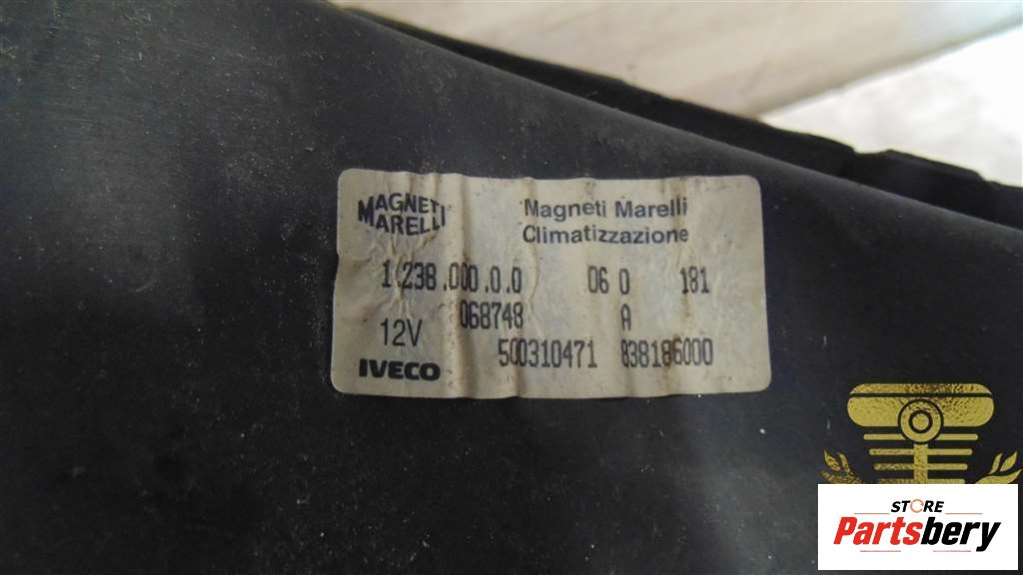 MAGNETI
MARELLI
Magneti Marelli
Climatizzazione
1(238.000.0.0 06 0 181
068748 A
12V
500310471 838186000
IVECO
STORE
Partsbery